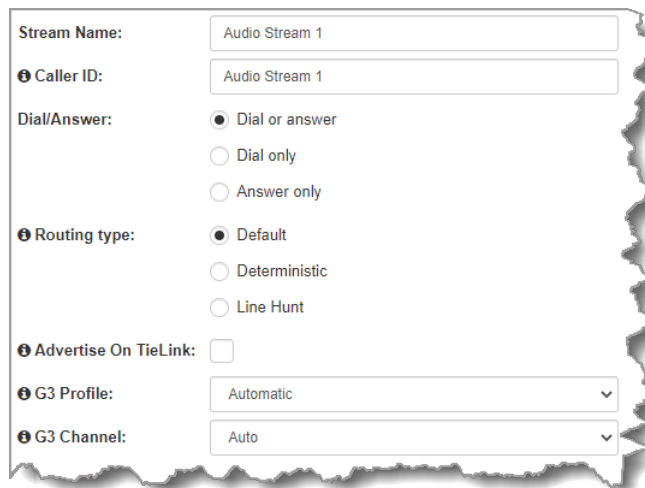 Stream Name: Audio Stream 1
Caller ID: Audio Stream 1
Dial/Answer: Dial or answer
Dial only
Answer only
Routing type: Default
Deterministic
Line Hunt
Advertise On TieLink:
G3 Profile: Automatic
G3 Channel: Auto